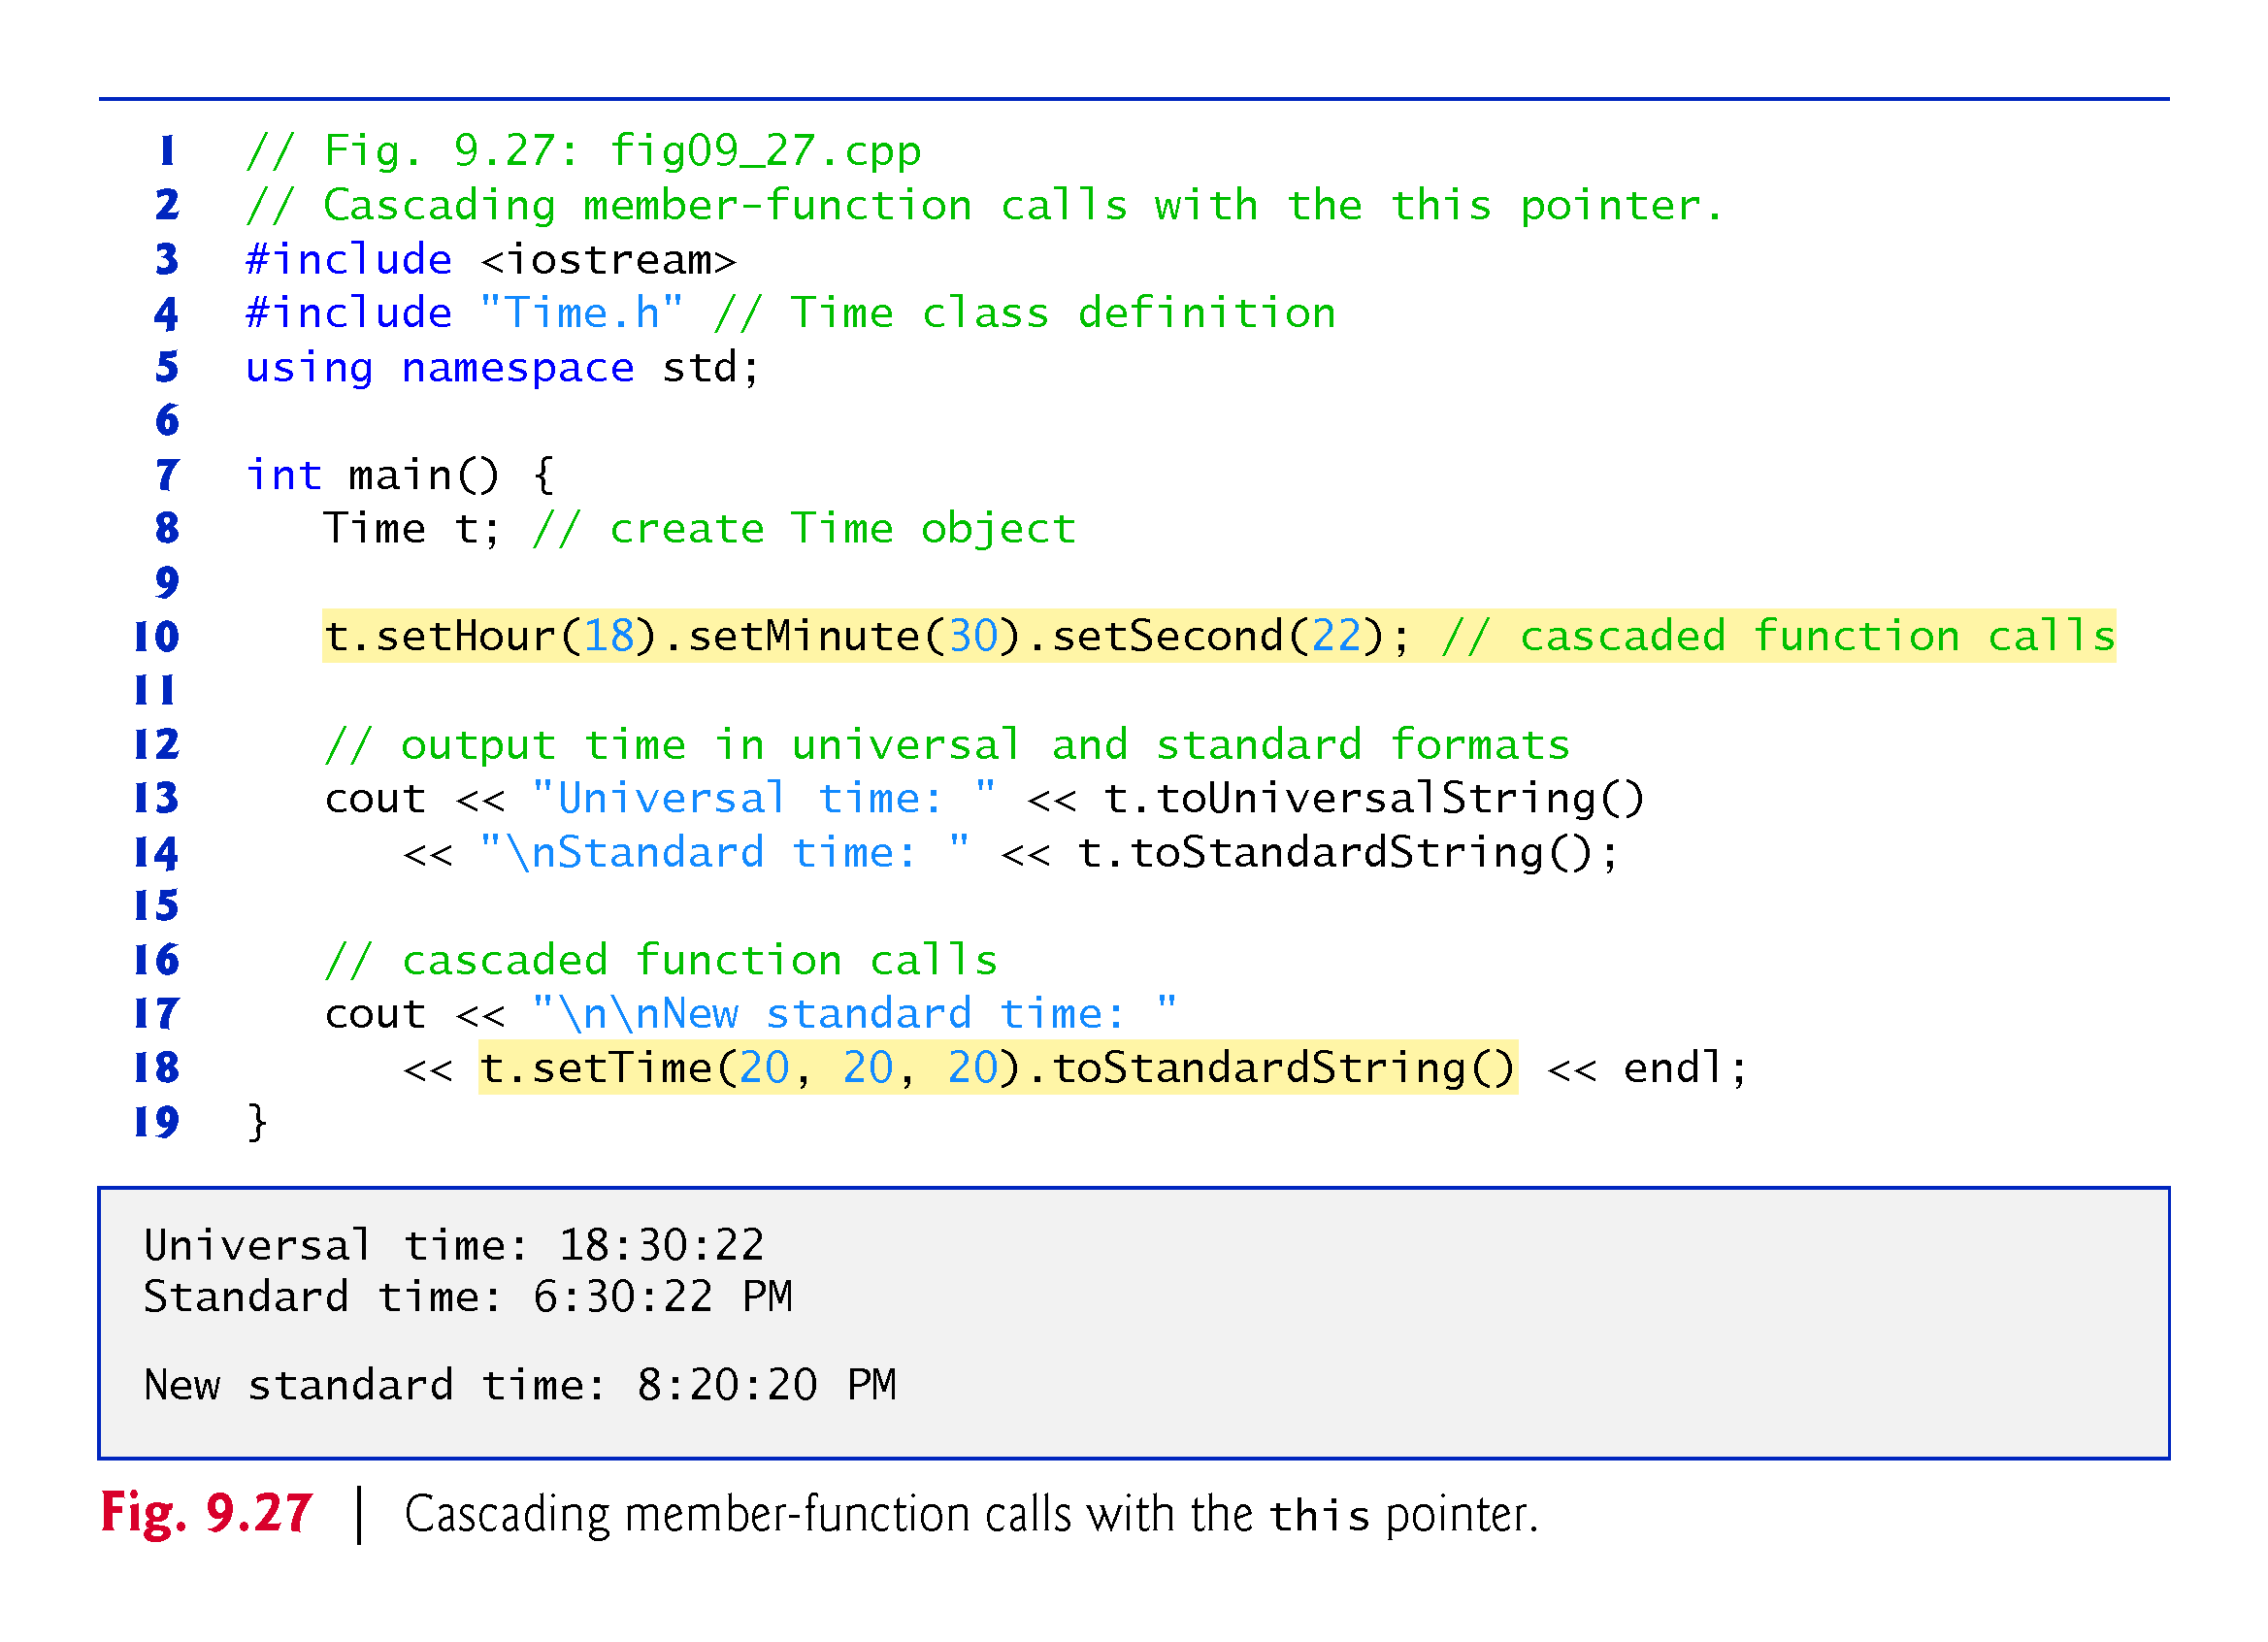 1 // Fig. 9.27: fig09_27.cpp
2 // Cascading member-function calls with the this pointer.
3 #include <iostream>
4 #include "Time.h" // Time class definition
5 using namespace std;
6
7 int main() {
8    Time t; // create Time object
9
10    t.setHour(18).setMinute(30).setSecond(22); // cascaded function calls
11
12    // output time in universal and standard formats
13    cout << "Universal time: " << t.toUniversalString()
14       << "\nStandard time: " << t.toStandardString();
15
16    // cascaded function calls
17    cout << "\n\nNew standard time: "
18       << t.setTime(20, 20, 20).toStandardString() << endl;
19 }
Universal time: 18:30:22
Standard time: 6:30:22 PM
New standard time: 8:20:20 PM
Fig. 9.27 | Cascading member-function calls with the this pointer.